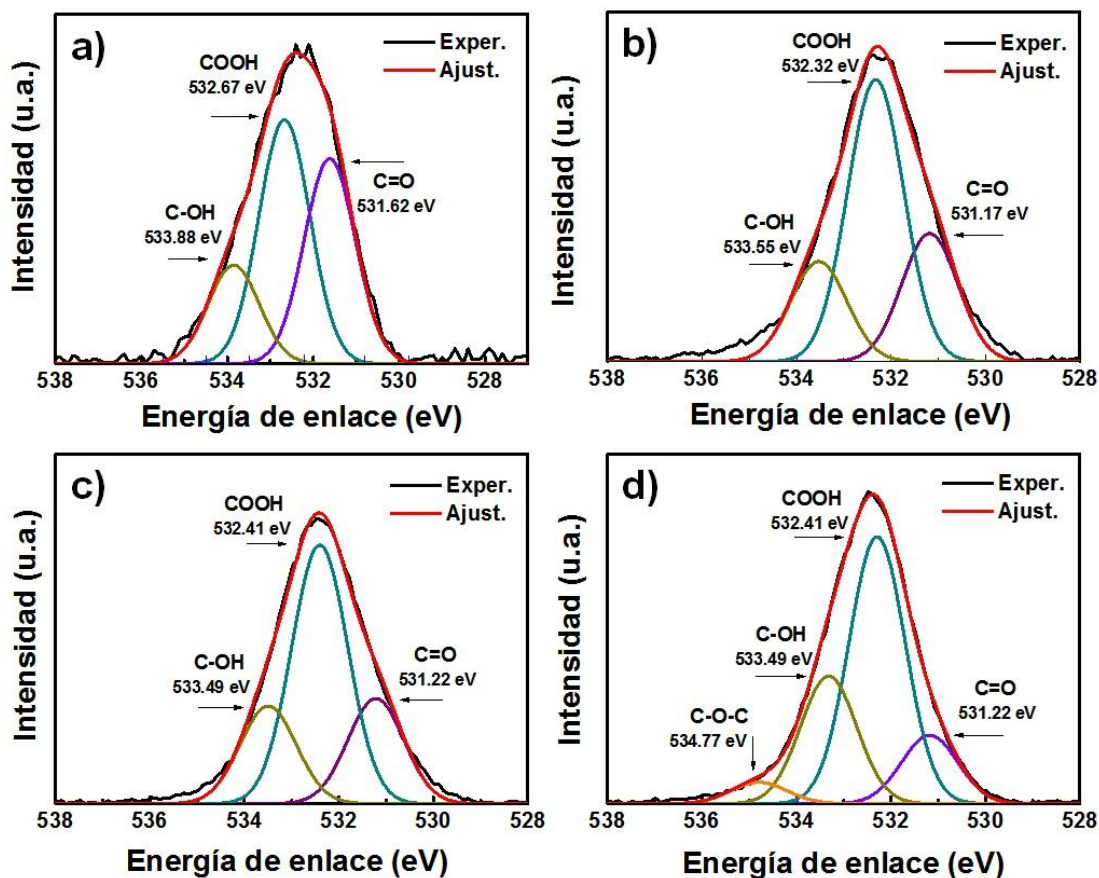 a)
Exper.
Ajust.
COOH
532.67 eV
C=O
531.62 eV
C-OH
533.88 eV
Intensidad (u.a.)
538 536 534 532 530 528
Energía de enlace (eV)
b)
Exper.
Ajust.
COOH
532.32 eV
C=O
531.17 eV
C-OH
533.55 eV
Intensidad (u.a.)
538 536 534 532 530 528
Energía de enlace (eV)
c)
Exper.
Ajust.
COOH
532.41 eV
C=O
531.22 eV
C-OH
533.49 eV
Intensidad (u.a.)
538 536 534 532 530 528
Energía de enlace (eV)
d)
Exper.
Ajust.
COOH
532.41 eV
C-OH
533.49 eV
C=O
531.22 eV
C-O-C
534.77 eV
Intensidad (u.a.)
538 536 534 532 530 528
Energía de enlace (eV)